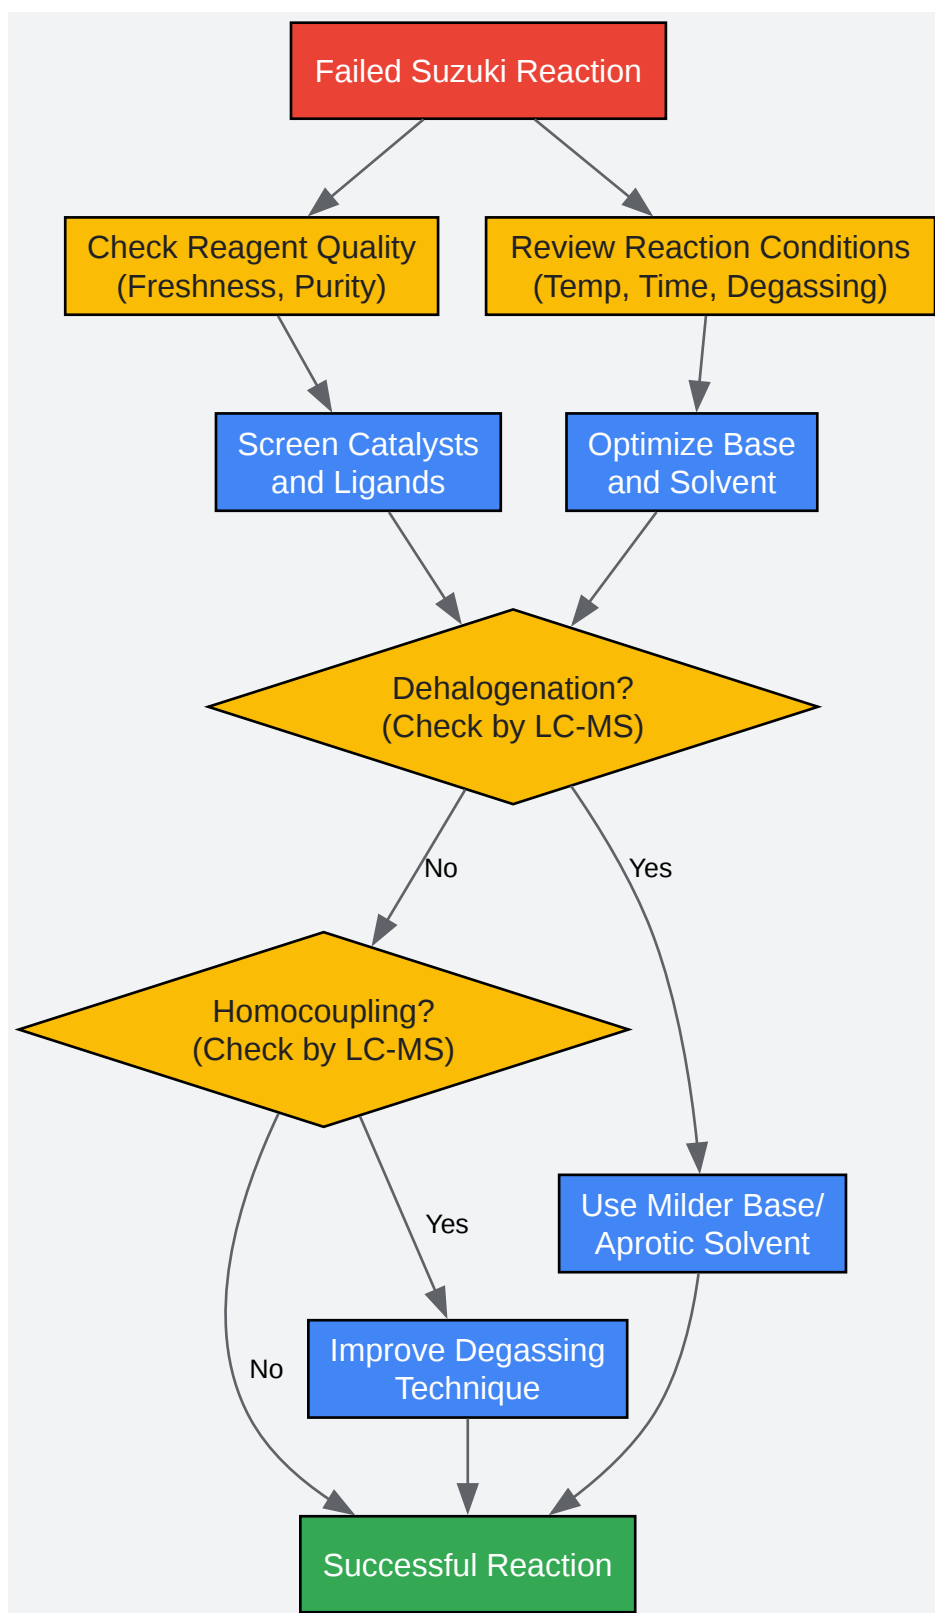 Failed Suzuki Reaction
Check Reagent Quality
(Freshness, Purity)
Review Reaction Conditions
(Temp, Time, Degassing)
Screen Catalysts
and Ligands
Optimize Base
and Solvent
Dehalogenation?
(Check by LC-MS)
No
Yes
Homocoupling?
(Check by LC-MS)
Use Milder Base/
Aprotic Solvent
Yes
Improve Degassing
Technique
No
Successful Reaction